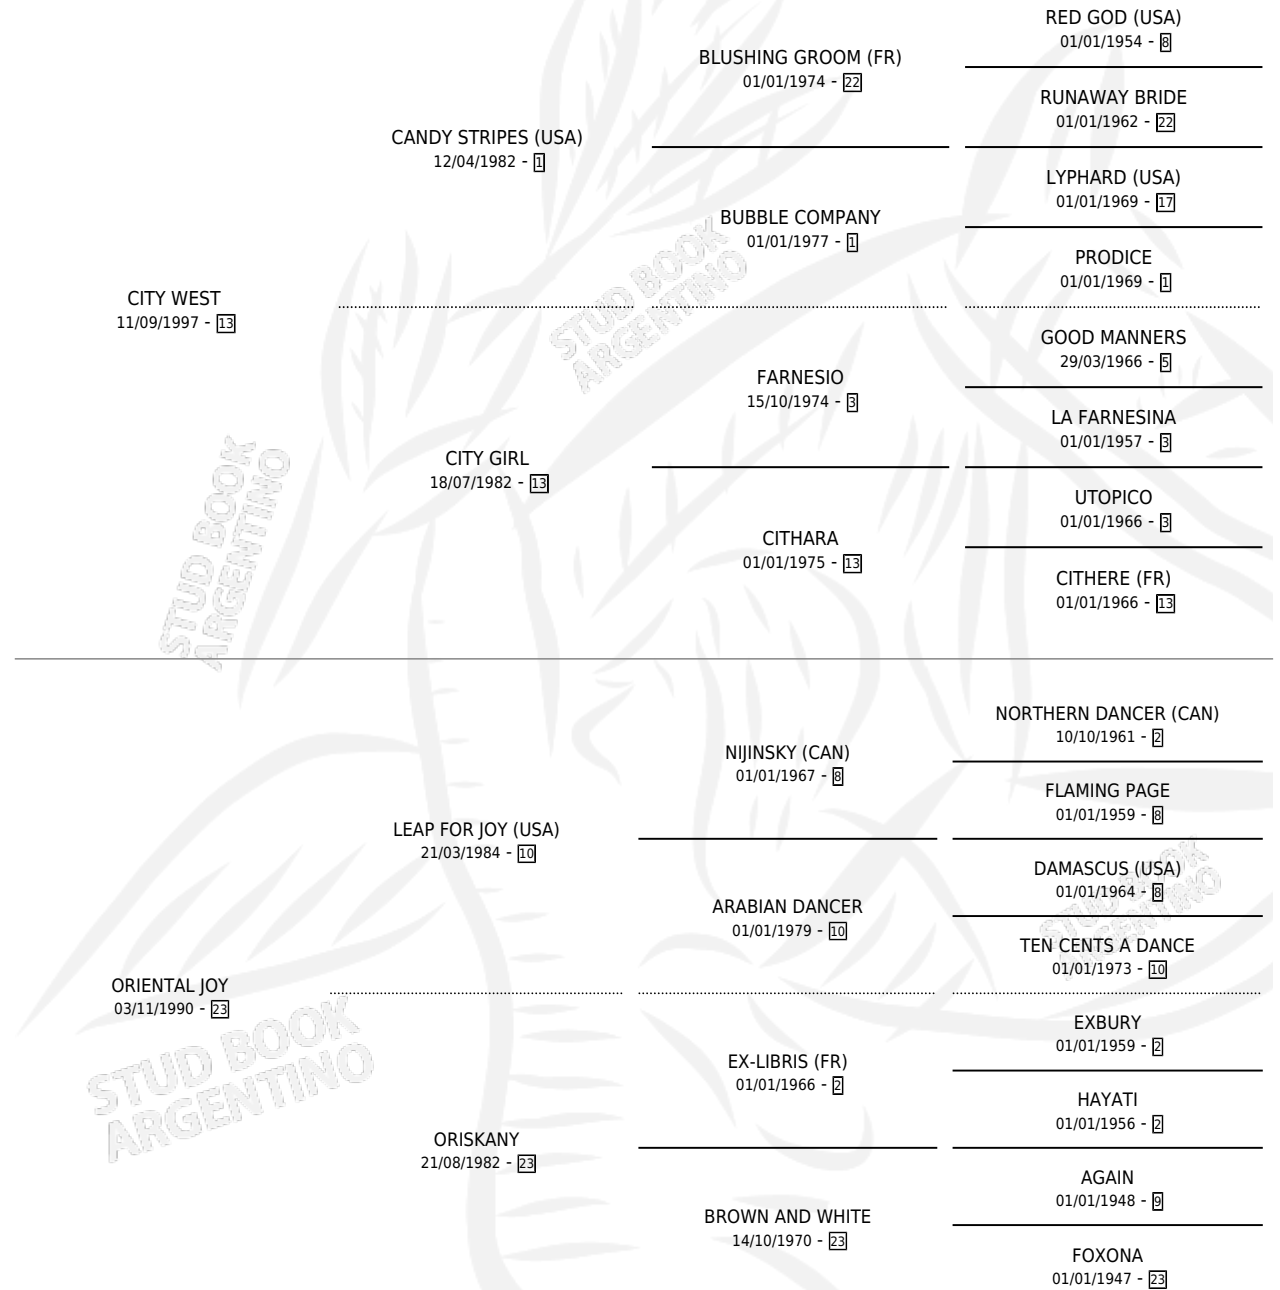 RED GOD (USA)
01/01/1954 - 8
BLUSHING GROOM (FR)
01/01/1974 - 22
RUNAWAY BRIDE
01/01/1962 - 22
CANDY STRIPES (USA)
12/04/1982 - 1
LYPHARD (USA)
01/01/1969 - 17
BUBBLE COMPANY
01/01/1977 - 1
PRODICE
01/01/1969 - 1
STUD BOOK
ARGENTINO
CITY WEST
11/09/1997 - 13
GOOD MANNERS
29/03/1966 - 5
FARNESIO
15/10/1974 - 3
LA FARNESINA
01/01/1957 - 3
CITY GIRL
18/07/1982 - 13
UTOPICO
01/01/1966 - 3
CITHARA
01/01/1975 - 13
CITHERE (FR)
01/01/1966 - 13
STUD BOOK
ARGENTINO
NORTHERN DANCER (CAN)
10/10/1961 - 2
NIJINSKY (CAN)
01/01/1967 - 8
FLAMING PAGE
01/01/1959 - 8
LEAP FOR JOY (USA)
21/03/1984 - 10
DAMASCUS (USA)
01/01/1964 - 8
STUD BOOK
ARGENTINO
ARABIAN DANCER
01/01/1979 - 10
TEN CENTS A DANCE
01/01/1973 - 10
ORIENTAL JOY
03/11/1990 - 23
EXBURY
01/01/1959 - 2
EX-LIBRIS (FR)
01/01/1966 - 2
STUD BOOK
ARGENTINO
HAYATI
01/01/1956 - 2
ORISKANY
21/08/1982 - 23
AGAIN
01/01/1948 - 9
BROWN AND WHITE
14/10/1970 - 23
FOXONA
01/01/1947 - 23